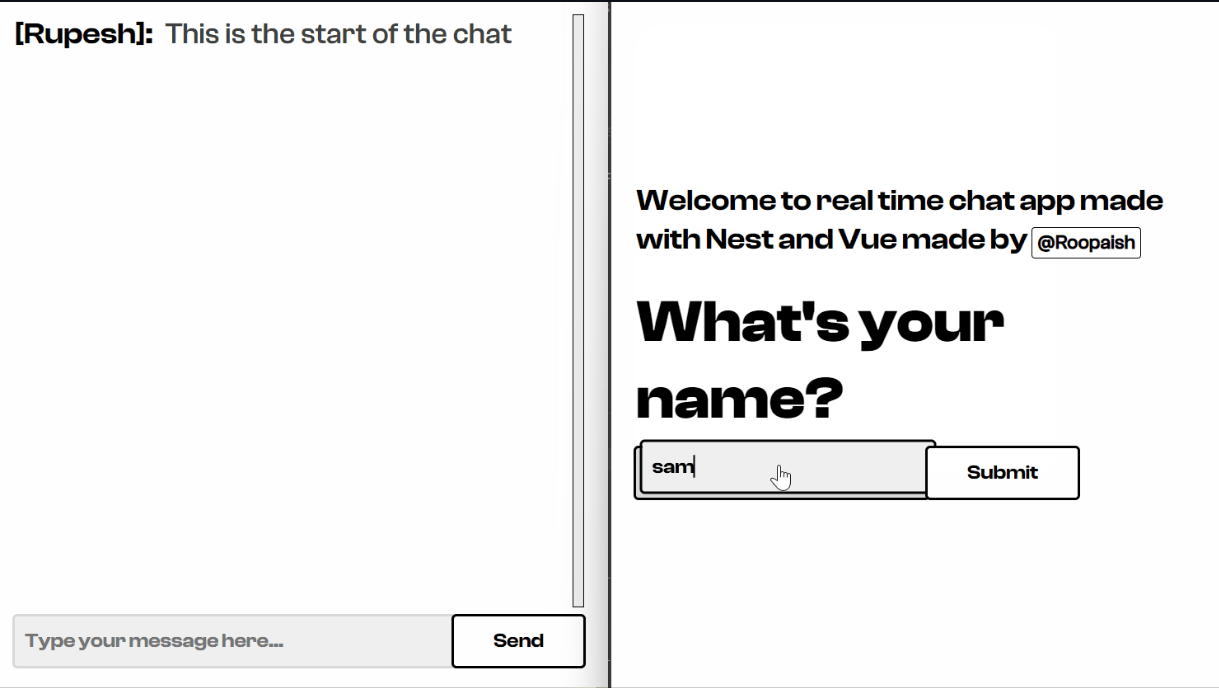 [Rupesh]: This is the start of the chat
Type your message here...
Send
Welcome to real time chat app made
with Nest and Vue made by @Roopaish
What's your
name?
sam
Submit